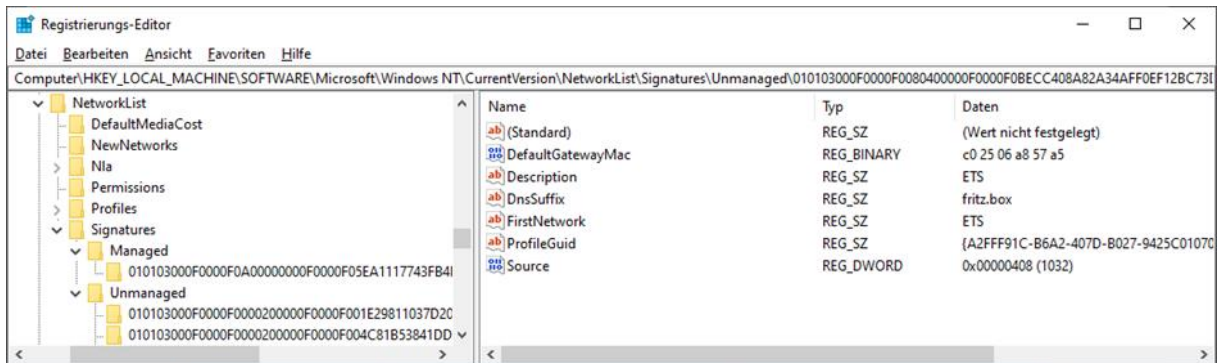 Registrierungs-Editor
Datei Bearbeiten Ansicht Favoriten Hilfe
Computer\HKEY_LOCAL_MACHINE\SOFTWARE\Microsoft\Windows NT\CurrentVersion\NetworkList\Signatures\Unmanaged\010103000F0000F0080400000F0000F0BECC408A82A34AFF0EF12BC73D
NetworkList
DefaultMediaCost
NewNetworks
Nla
Permissions
Profiles
Signatures
Managed
010103000F0000F0A00000000F0000F05EA1117743FB4
Unmanaged
010103000F0000F0000200000F0000F001E29811037D20
010103000F0000F0000200000F0000F004C81B53841DD
Name Typ Daten
(Standard) REG_SZ (Wert nicht festgelegt)
DefaultGatewayMac REG_BINARY c0 25 06 a8 57 a5
Description REG_SZ ETS
DnsSuffix REG_SZ fritz.box
FirstNetwork REG_SZ ETS
ProfileGuid REG_SZ {A2FFF91C-B6A2-407D-B027-9425C01070
Source REG_DWORD 0x00000408 (1032)